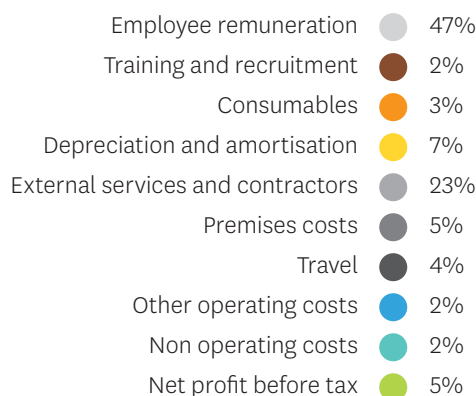 Employee remuneration 47%
Training and recruitment 2%
Consumables 3%
Depreciation and amortisation 7%
External services and contractors 23%
Premises costs 5%
Travel 4%
Other operating costs 2%
Non operating costs 2%
Net profit before tax 5%